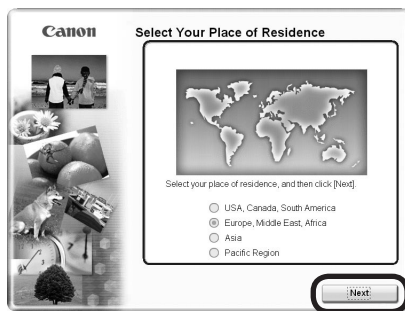 Canon
Select Your Place of Residence
Select your place of residence, and then click [Next].
USA, Canada, South America
Europe, Middle East, Africa
Asia
Pacific Region
Next